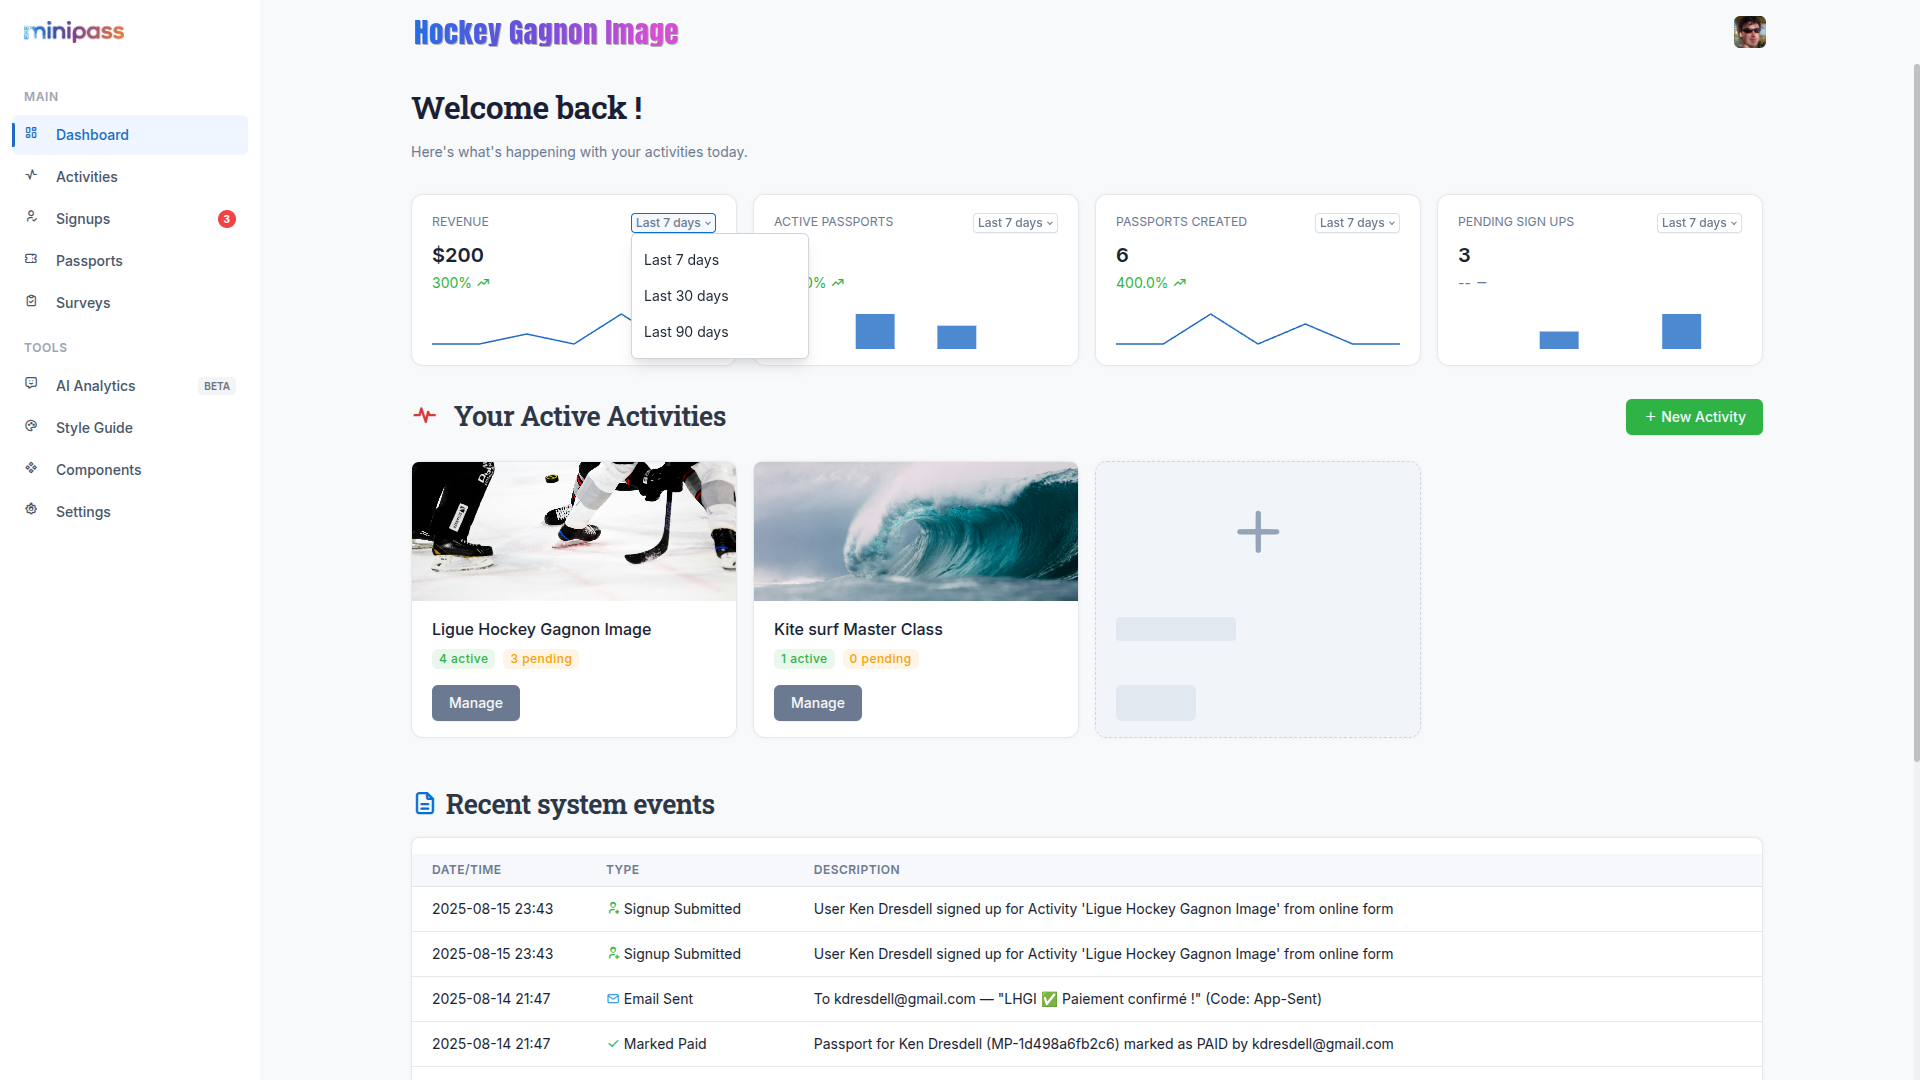 minipass
Hockey Gagnon Image
MAIN
Dashboard
Activities
Signups 3
Passports
Surveys
TOOLS
AI Analytics BETA
Style Guide
Components
Settings
Welcome back !
Here's what's happening with your activities today.
REVENUE Last 7 days
$200
300%
Last 7 days
Last 30 days
Last 90 days
ACTIVE PASSPORTS Last 7 days
0%
PASSPORTS CREATED Last 7 days
6
400.0%
PENDING SIGN UPS Last 7 days
3
-- –
Your Active Activities
+ New Activity
Ligue Hockey Gagnon Image
4 active 3 pending
Manage
Kite surf Master Class
1 active 0 pending
Manage
Recent system events
DATE/TIME TYPE DESCRIPTION
2025-08-15 23:43 Signup Submitted User Ken Dresdell signed up for Activity 'Ligue Hockey Gagnon Image' from online form
2025-08-15 23:43 Signup Submitted User Ken Dresdell signed up for Activity 'Ligue Hockey Gagnon Image' from online form
2025-08-14 21:47 Email Sent To kdresdell@gmail.com — "LHGI ✅ Paiement confirmé !" (Code: App-Sent)
2025-08-14 21:47 Marked Paid Passport for Ken Dresdell (MP-1d498a6fb2c6) marked as PAID by kdresdell@gmail.com